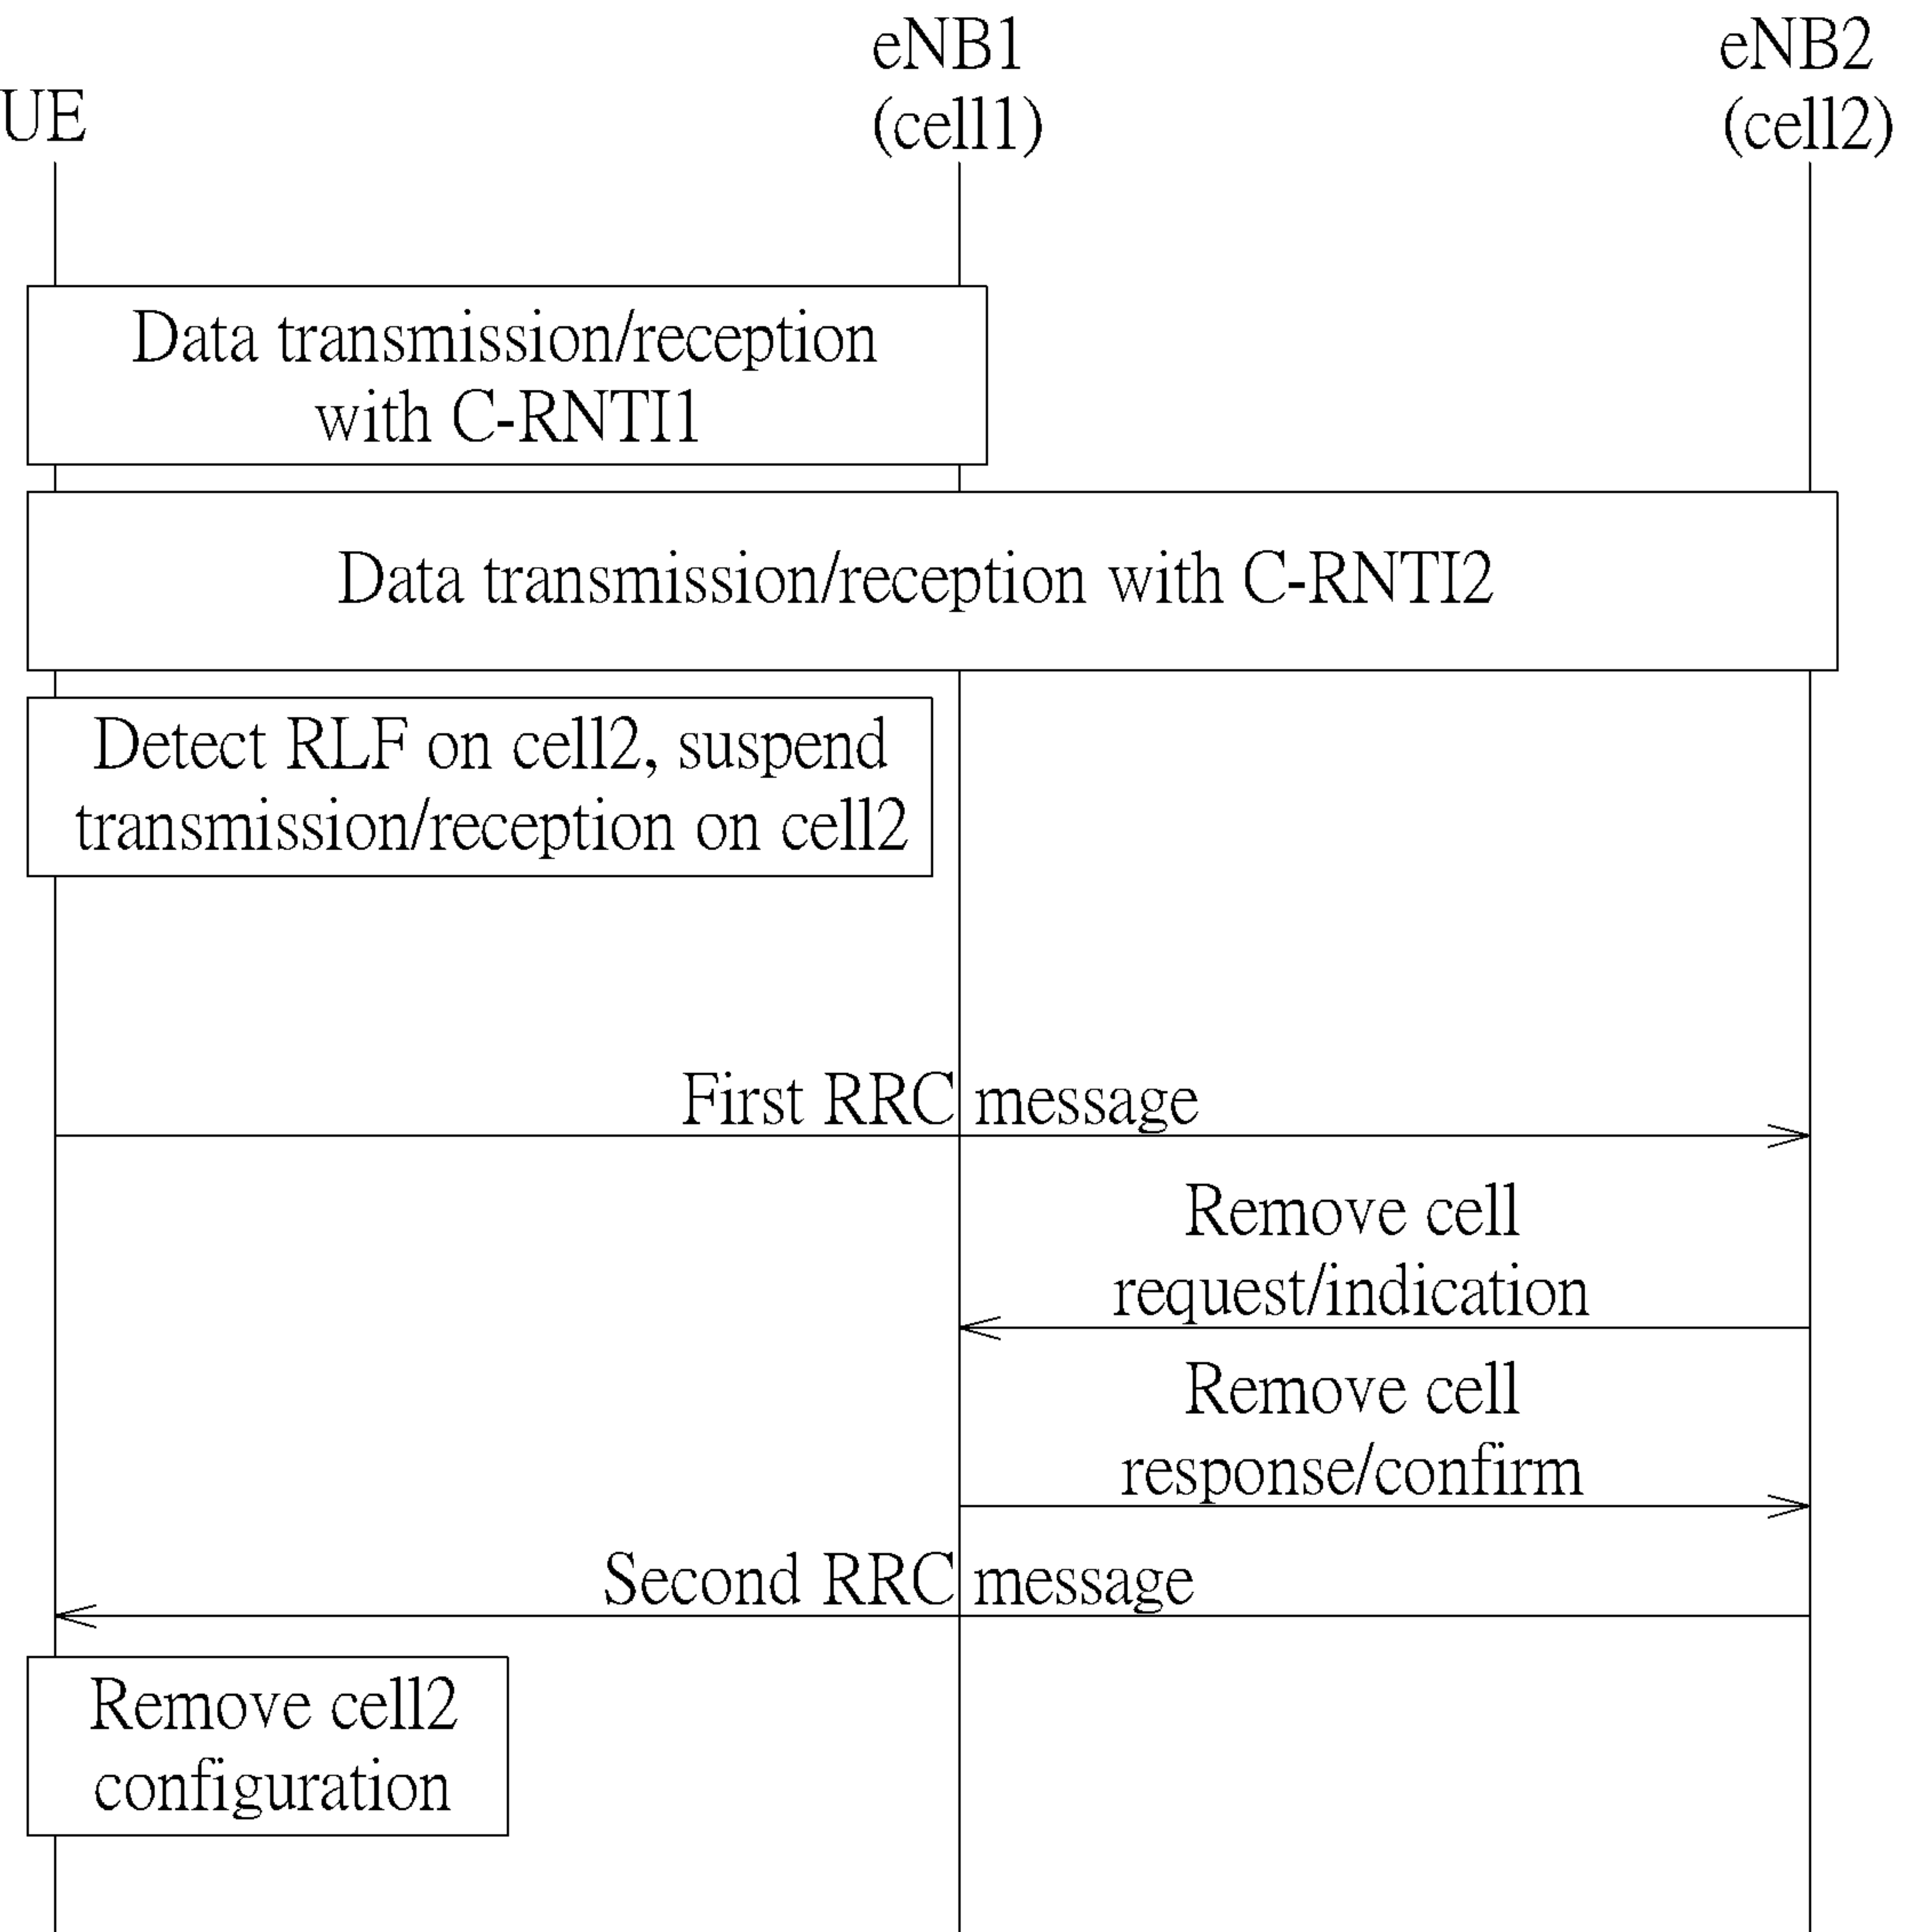 UE
eNB1
(cell1)
eNB2
(cell2)
Data transmission/reception
with C-RNTI1
Data transmission/reception with C-RNTI2
Detect RLF on cell2, suspend
transmission/reception on cell2
First RRC message
Remove cell
request/indication
Remove cell
response/confirm
Second RRC message
Remove cell2
configuration